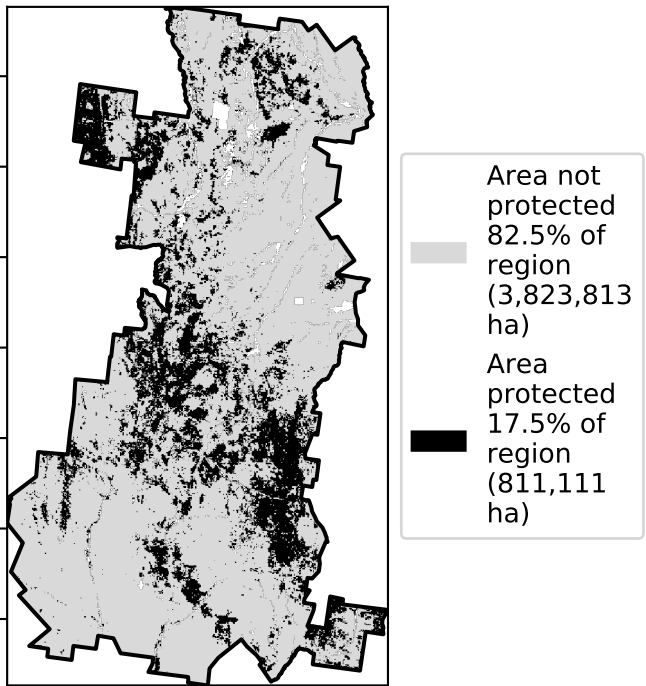 Area not
protected
82.5% of
region
(3,823,813
ha)
Area
protected
17.5% of
region
(811,111
ha)